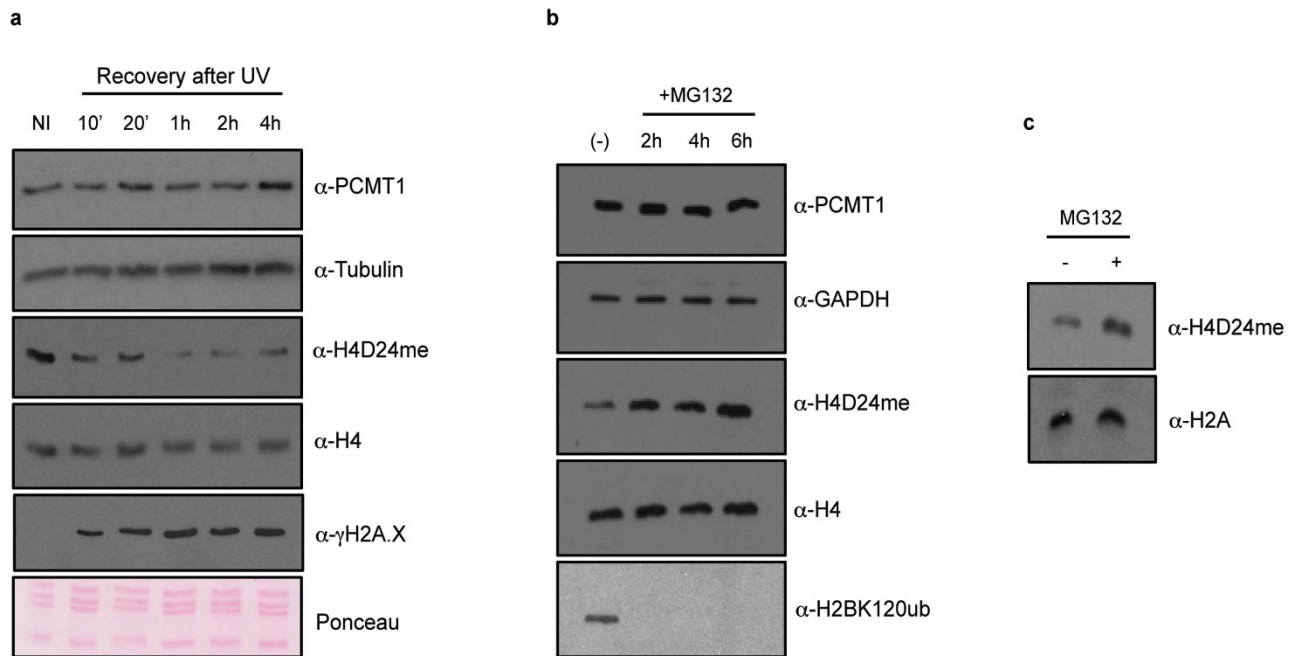 a
Recovery after UV
NI 10' 20' 1h 2h 4h
α-PCMT1
α-Tubulin
α-H4D24me
α-H4
α-γH2A.X
Ponceau
b
+MG132
(-) 2h 4h 6h
α-PCMT1
α-GAPDH
α-H4D24me
α-H4
α-H2BK120ub
c
MG132
- +
α-H4D24me
α-H2A